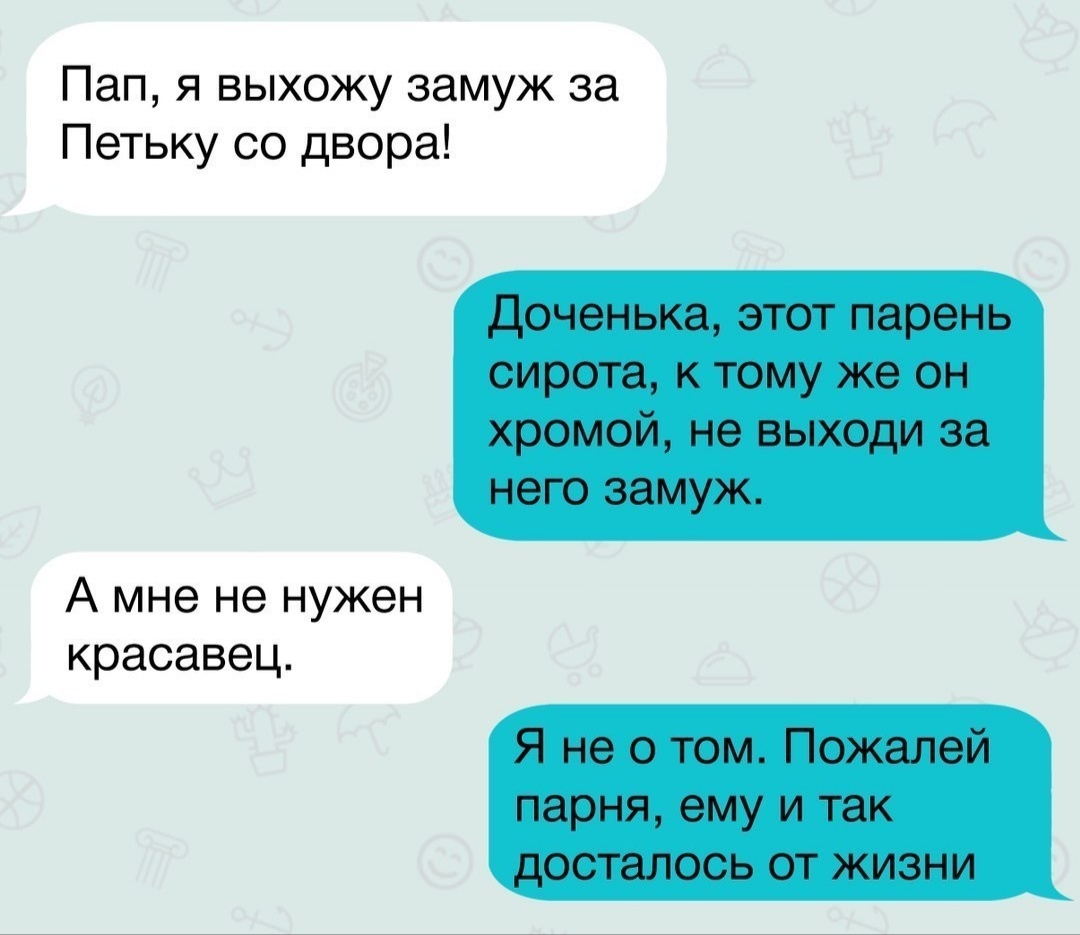 Пап, я выхожу замуж за
Петьку со двора!
Доченька, этот парень
сирота, к тому же он
хромой, не выходи за
него замуж.
А мне не нужен
красавец.
Я не о том. Пожалей
парня, ему и так
досталось от жизни